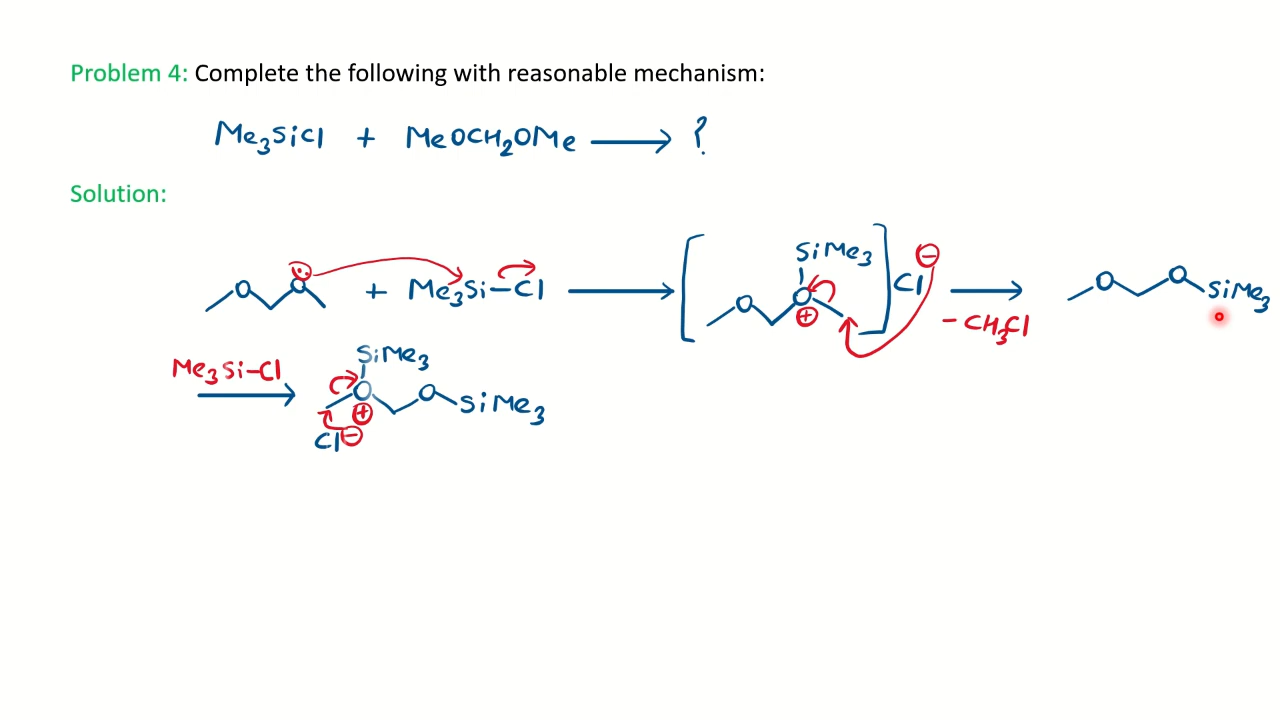 Problem 4: Complete the following with reasonable mechanism:
Me₃SiCl + MeOCH₂OMe ⟶ ?
Solution:
O O + Me₃Si–Cl ⟶ [ O O⊕ SiMe₃ ] Cl⊖ ⟶ O O SiMe₃
– CH₃Cl
Me₃Si–Cl
SiMe₃
O⊕ O SiMe₃
Cl⊖